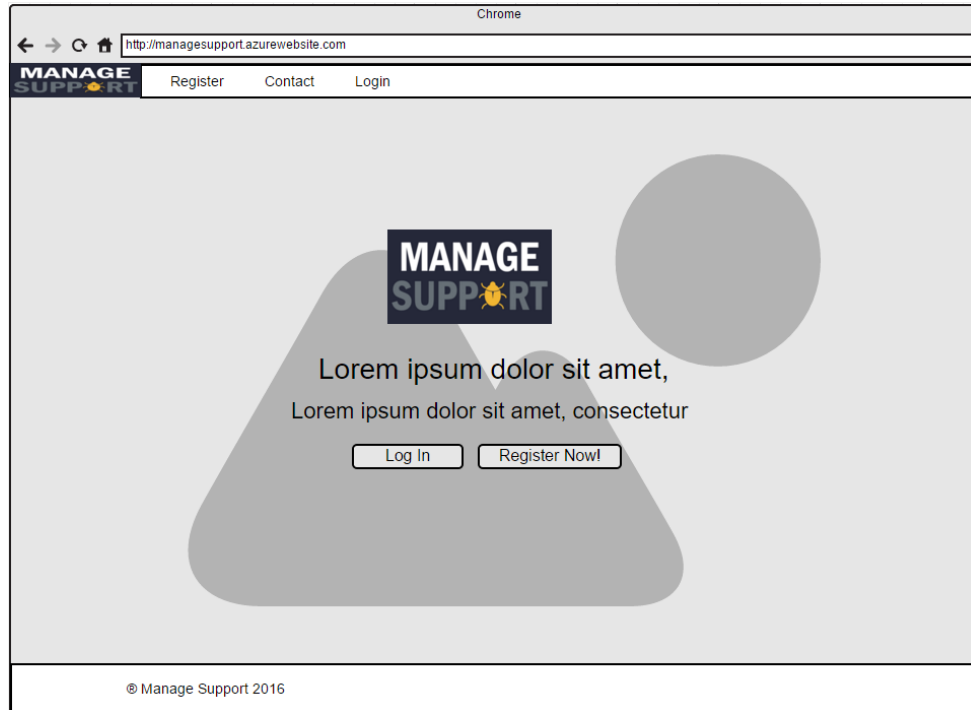 Chrome
http://managesupport.azurewebsite.com
MANAGE
SUPPORT
Register Contact Login
MANAGE
SUPPORT
Lorem ipsum dolor sit amet,
Lorem ipsum dolor sit amet, consectetur
Log In Register Now!
® Manage Support 2016